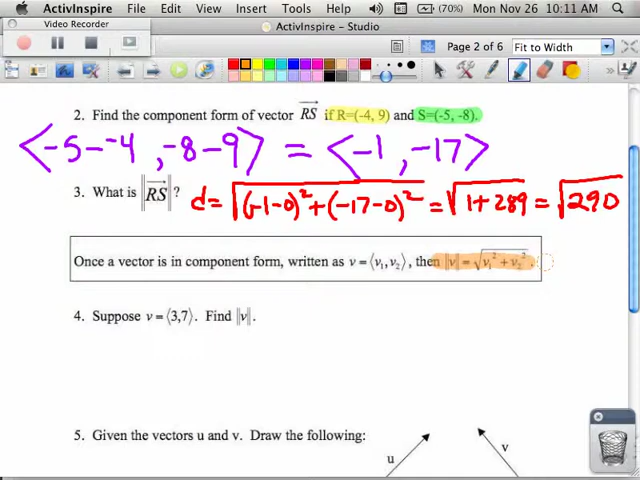 ActivInspire File Edit View Insert Tools (70%) Mon Nov 26 10:11 AM
Video Recorder
ActivInspire - Studio
Page 2 of 6 Fit to Width
2. Find the component form of vector RS if R=(-4, 9) and S=(-5, -8).
<-5--4, -8-9> = <-1, -17>
3. What is ||RS||? d=√(-1-0)²+(-17-0)² = √1+289 = √290
Once a vector is in component form, written as v = ⟨v₁,v₂⟩, then ||v|| = √v₁² + v₂².
4. Suppose v = ⟨3,7⟩. Find ||v||.
5. Given the vectors u and v. Draw the following:
u
v